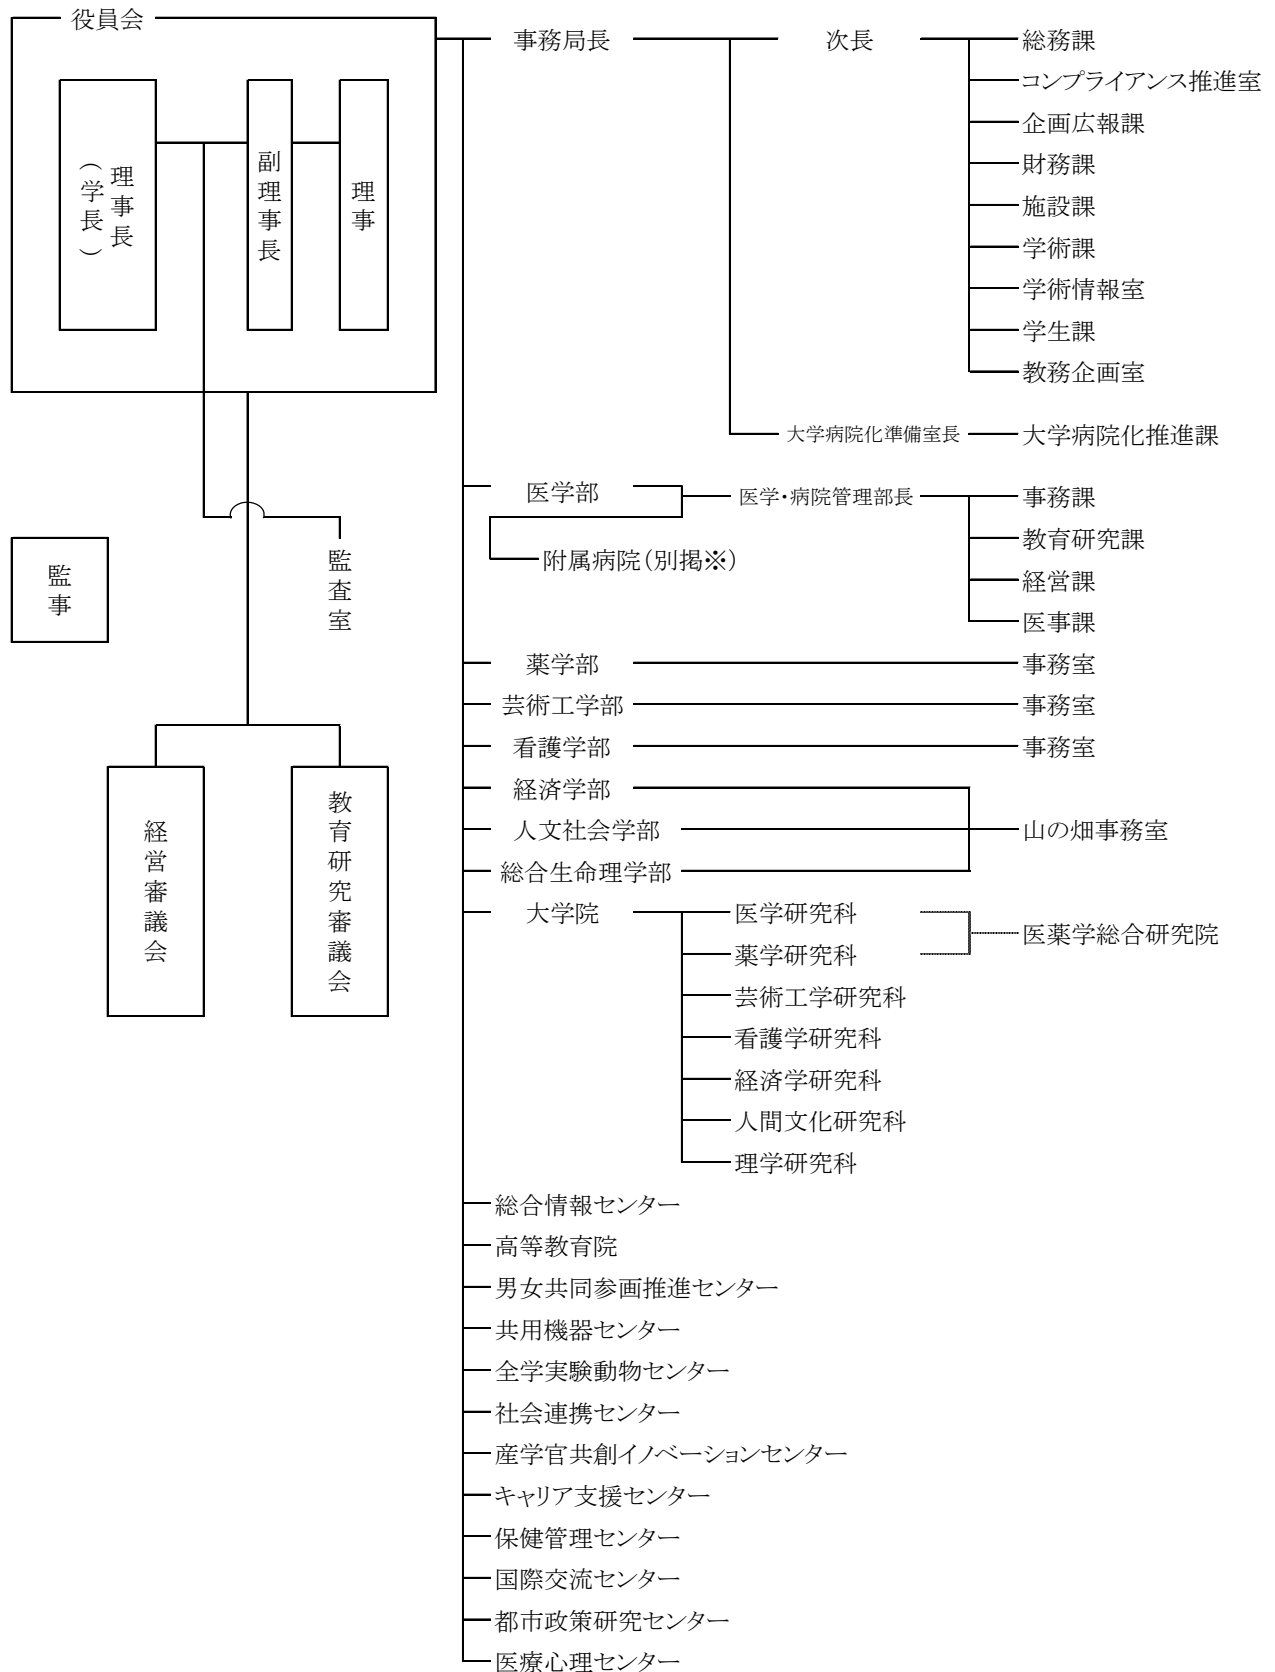 役員会
理事長
（学長）
副理事長
理事
監事
監査室
経営審議会
教育研究審議会
事務局長
次長
総務課
コンプライアンス推進室
企画広報課
財務課
施設課
学術課
学術情報室
学生課
教務企画室
大学病院化準備室長
大学病院化推進課
医学部
医学・病院管理部長
事務課
教育研究課
経営課
医事課
附属病院（別掲※）
薬学部
事務室
芸術工学部
事務室
看護学部
事務室
経済学部
人文社会学部
山の畑事務室
総合生命理学部
大学院
医学研究科
薬学研究科
医薬学総合研究院
芸術工学研究科
看護学研究科
経済学研究科
人間文化研究科
理学研究科
総合情報センター
高等教育院
男女共同参画推進センター
共用機器センター
全学実験動物センター
社会連携センター
産学官共創イノベーションセンター
キャリア支援センター
保健管理センター
国際交流センター
都市政策研究センター
医療心理センター